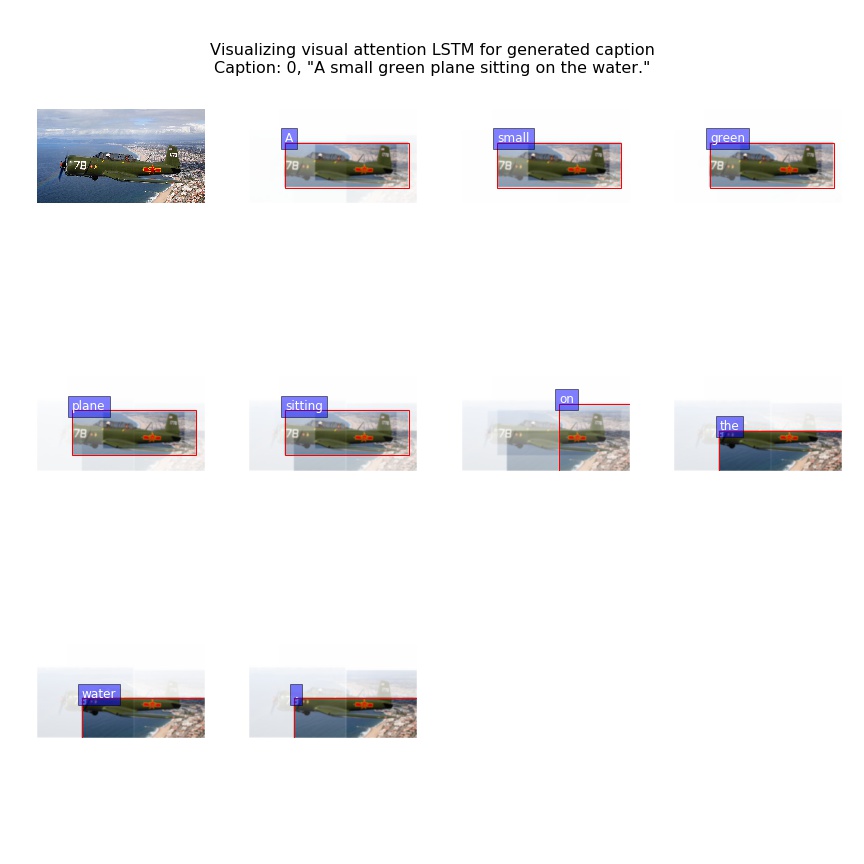 Visualizing visual attention LSTM for generated caption
Caption: 0, "A small green plane sitting on the water."
78
A
78
small
78
green
78
plane
78
sitting
78
on
78
the
water
.